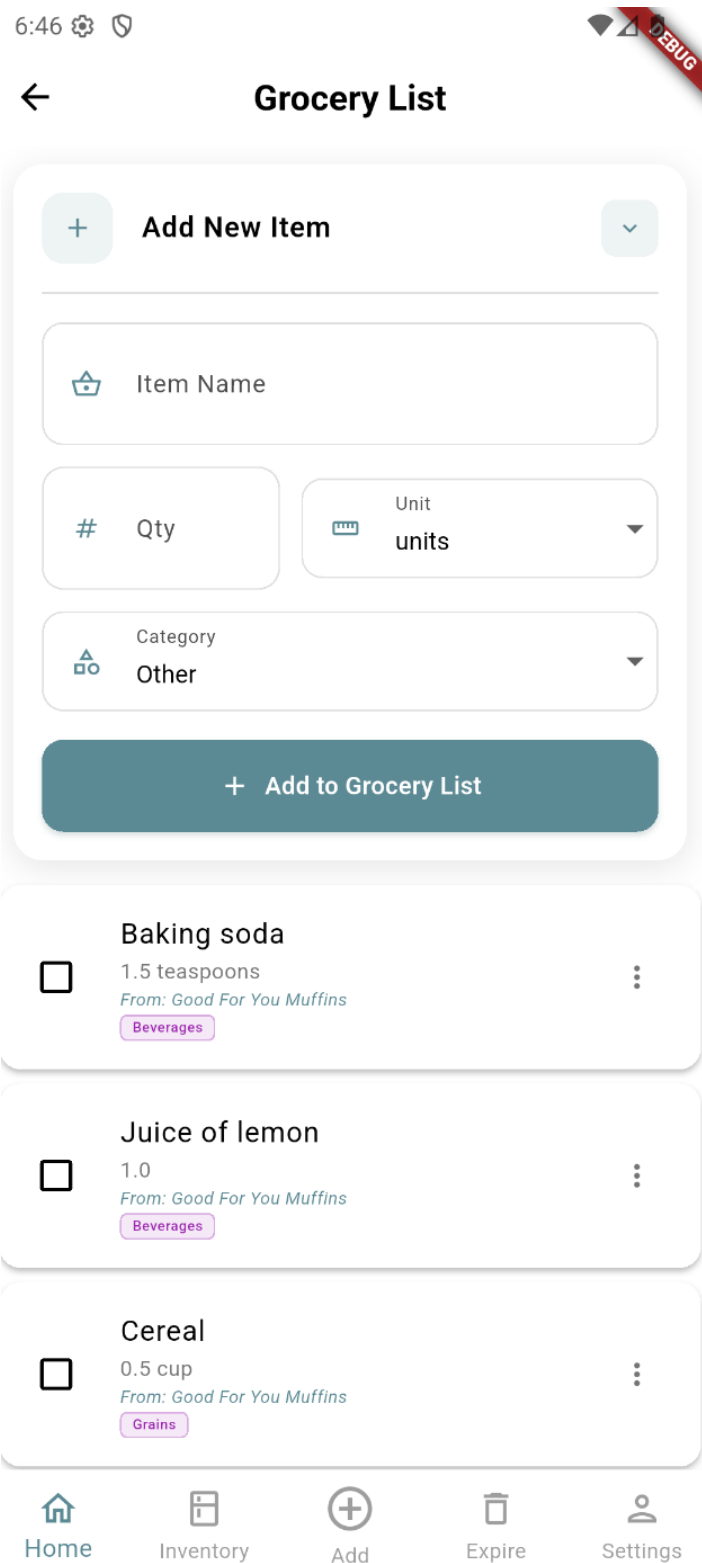 6:46
DEBUG
Grocery List
Add New Item
Item Name
# Qty
Unit
units
Category
Other
+ Add to Grocery List
Baking soda
1.5 teaspoons
From: Good For You Muffins
Beverages
Juice of lemon
1.0
From: Good For You Muffins
Beverages
Cereal
0.5 cup
From: Good For You Muffins
Grains
Home Inventory Add Expire Settings